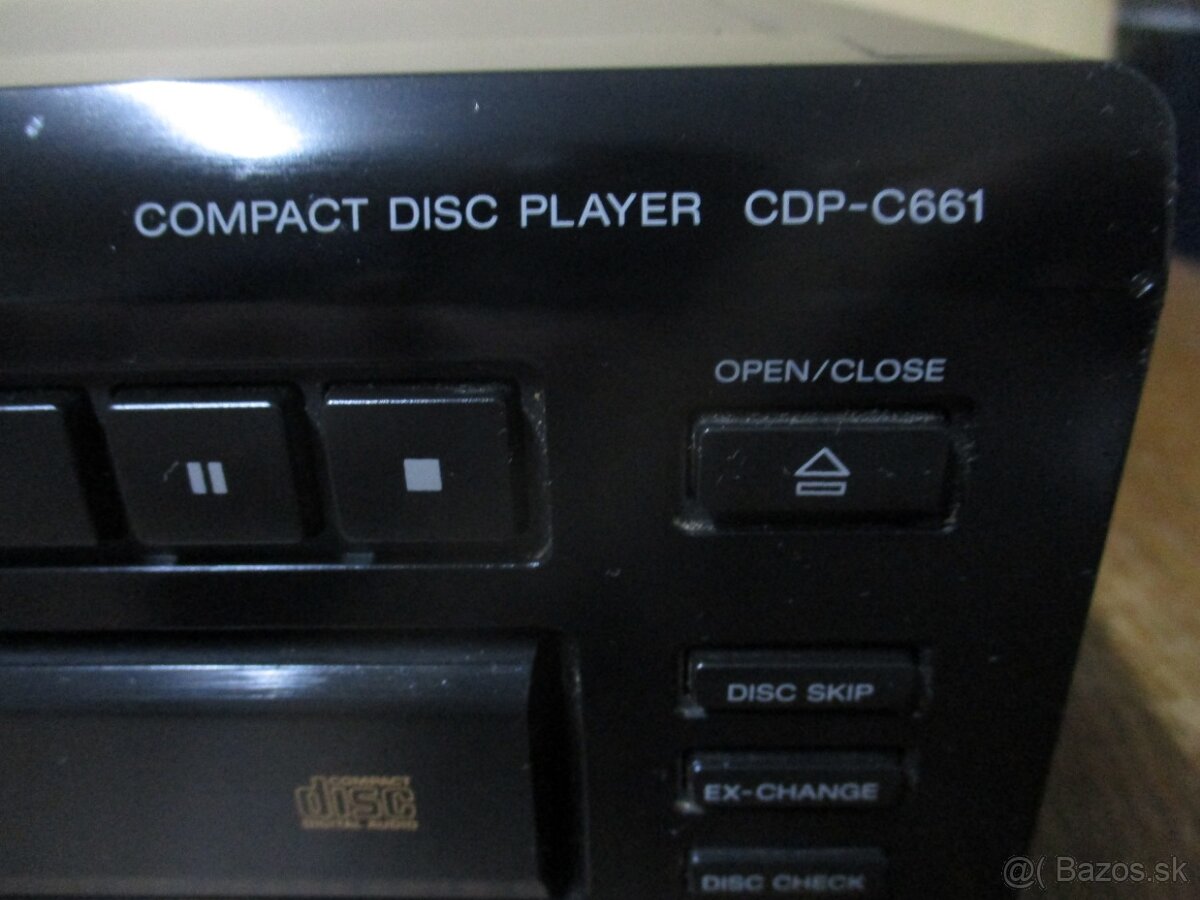 COMPACT DISC PLAYER CDP-C661
OPEN/CLOSE
DISC SKIP
EX-CHANGE
DISC CHECK
COMPACT
disc
DIGITAL AUDIO
@( Bazos.sk